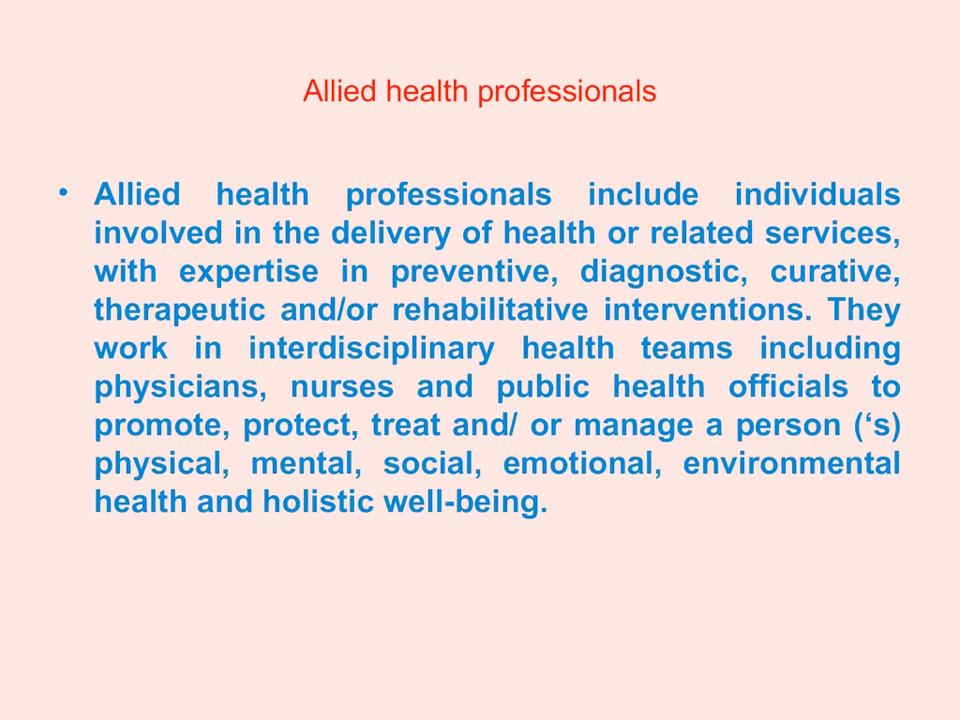 Allied health professionals
• Allied health professionals include individuals
involved in the delivery of health or related services,
with expertise in preventive, diagnostic, curative,
therapeutic and/or rehabilitative interventions. They
work in interdisciplinary health teams including
physicians, nurses and public health officials to
promote, protect, treat and/ or manage a person (‘s)
physical, mental, social, emotional, environmental
health and holistic well-being.